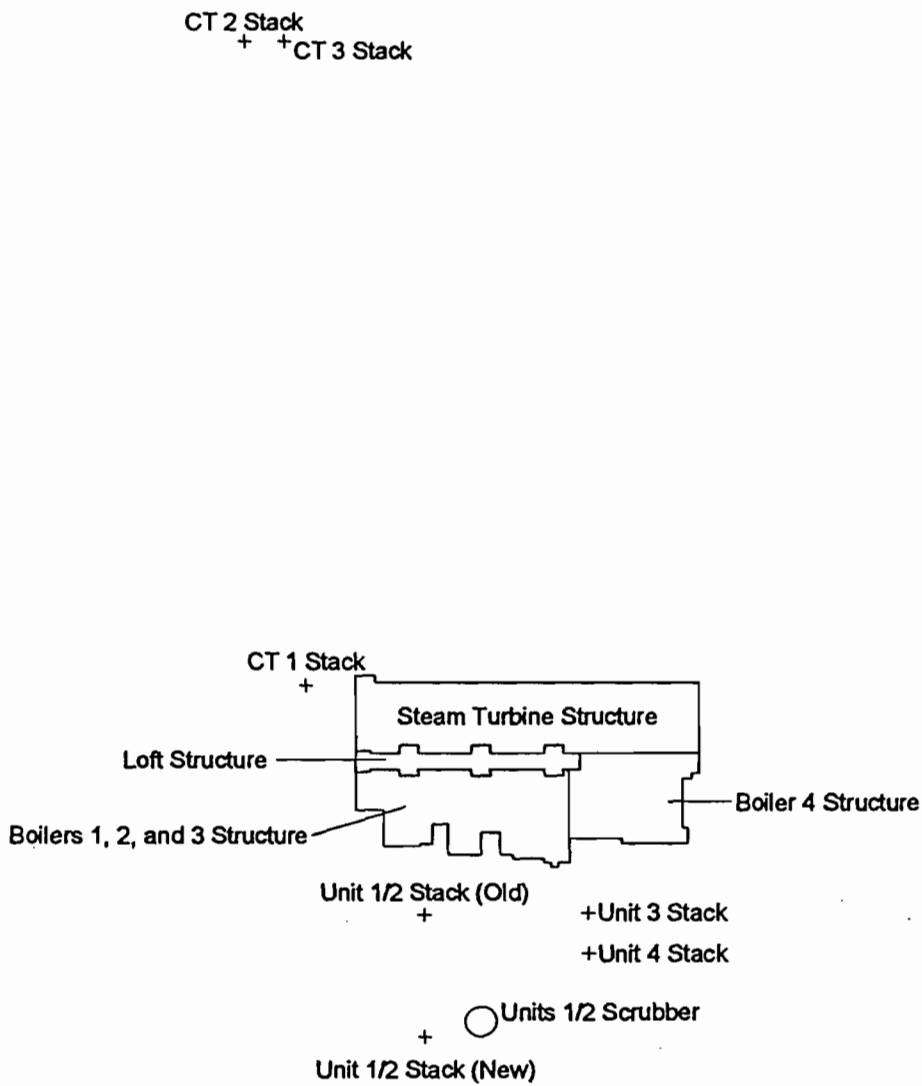 CT 2 Stack
CT 3 Stack
CT 1 Stack
Steam Turbine Structure
Loft Structure
Boiler 4 Structure
Boilers 1, 2, and 3 Structure
Unit 1/2 Stack (Old)
Unit 3 Stack
Unit 4 Stack
Units 1/2 Scrubber
Unit 1/2 Stack (New)